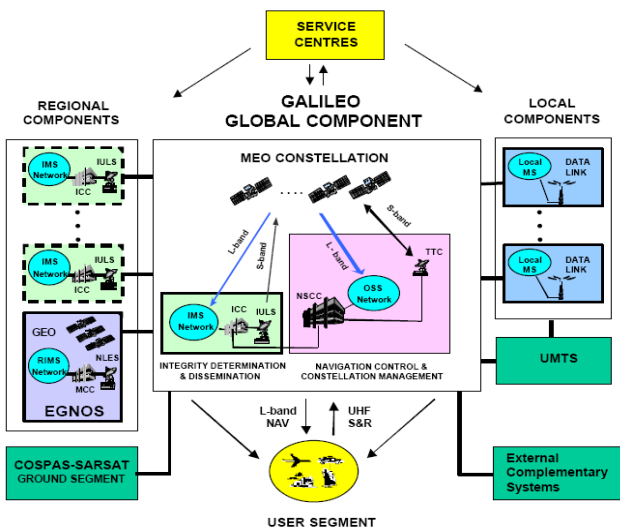 SERVICE
CENTRES
REGIONAL
COMPONENTS
GALILEO
GLOBAL COMPONENT
LOCAL
COMPONENTS
IMS
Network
IULS
ICC
IMS
Network
IULS
ICC
GEO
RIMS
Network
NLES
MCC
EGNOS
COSPAS-SARSAT
GROUND SEGMENT
MEO CONSTELLATION
....
L-band
S-band
L - band
S-band
TTC
OSS
Network
NSCC
IMS
Network
ICC
IULS
INTEGRITY DETERMINATION
& DISSEMINATION
NAVIGATION CONTROL &
CONSTELLATION MANAGEMENT
Local
MS
DATA
LINK
Local
MS
DATA
LINK
UMTS
External
Complementary
Systems
L-band
NAV
UHF
S&R
USER SEGMENT